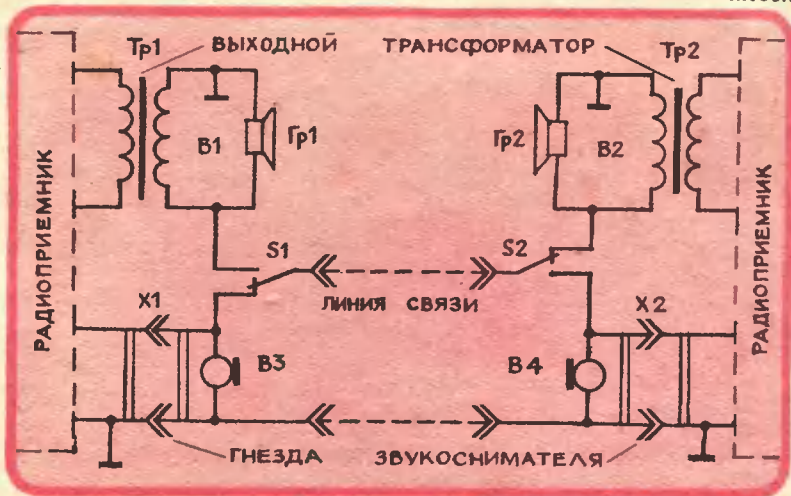 Тр1
ВЫХОДНОЙ
ТРАНСФОРМАТОР
Тр2
В1
Гр1
Гр2
В2
РАДИОПРИЕМНИК
S1
S2
РАДИОПРИЕМНИК
X1
ЛИНИЯ СВЯЗИ
X2
В3
В4
ГНЕЗДА
ЗВУКОСНИМАТЕЛЯ